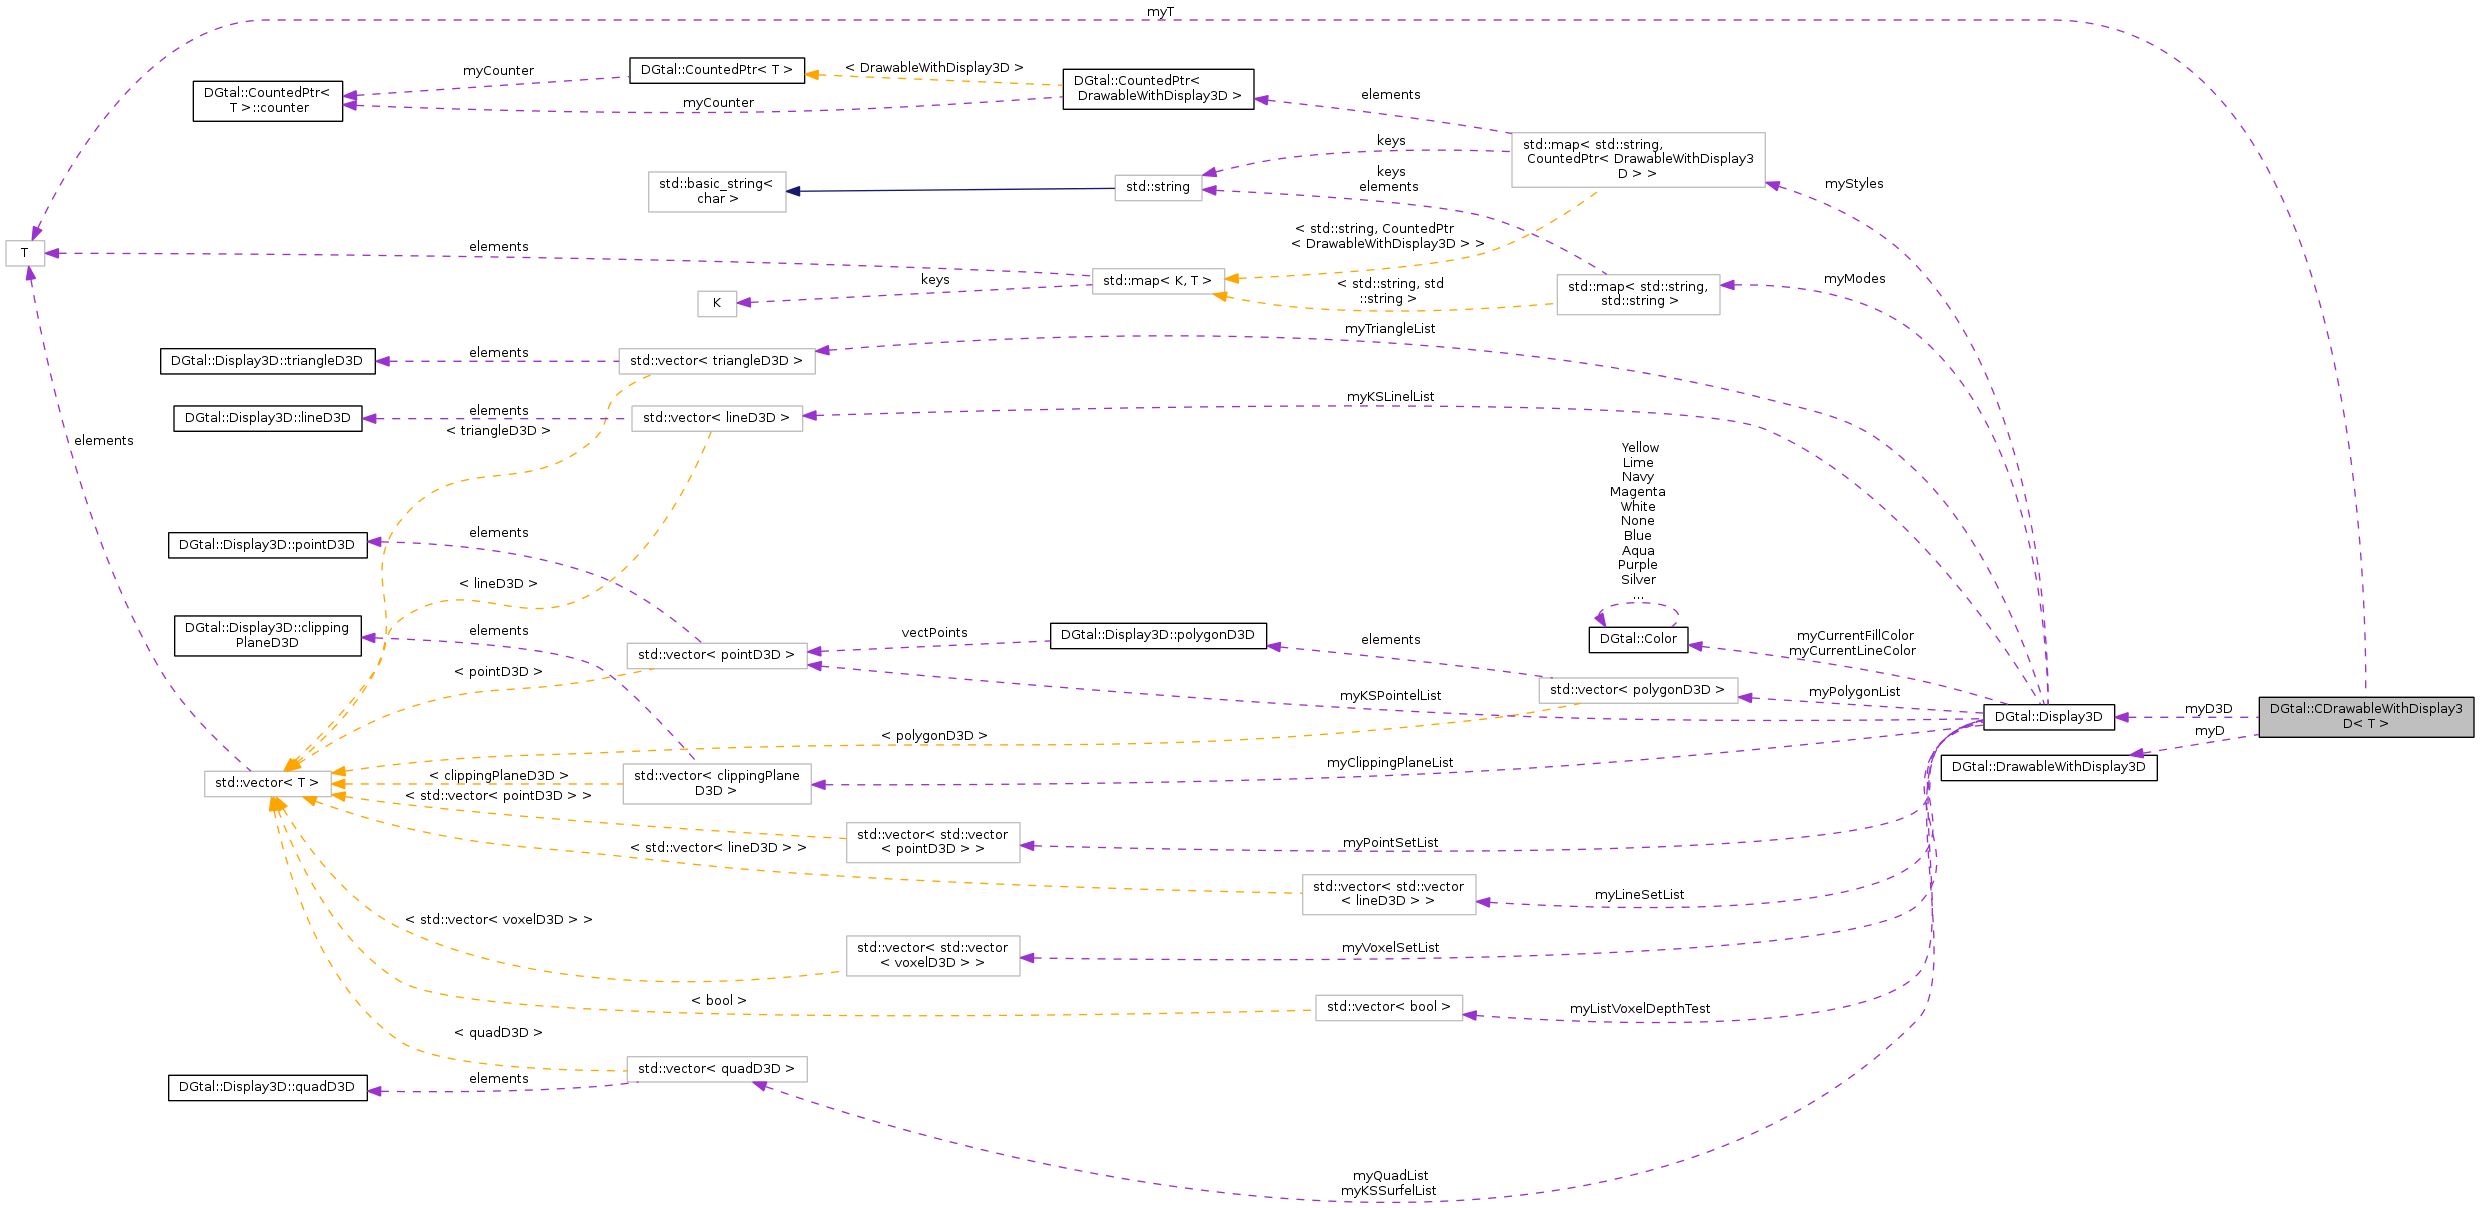 myT
DGtal::CountedPtr<
T >::counter
myCounter
DGtal::CountedPtr< T >
< DrawableWithDisplay3D >
myCounter
DGtal::CountedPtr<
DrawableWithDisplay3D >
elements
keys
std::map< std::string,
CountedPtr< DrawableWithDisplay3
D > >
myStyles
std::basic_string<
char >
std::string
keys
elements
< std::string, CountedPtr
< DrawableWithDisplay3D > >
T
elements
std::map< K, T >
keys
K
< std::string, std
::string >
std::map< std::string,
std::string >
myModes
myTriangleList
DGtal::Display3D::triangleD3D
elements
std::vector< triangleD3D >
myKSLinelList
DGtal::Display3D::lineD3D
elements
std::vector< lineD3D >
< triangleD3D >
elements
Yellow
Lime
Navy
Magenta
White
None
Blue
Aqua
Purple
Silver
...
DGtal::Display3D::pointD3D
elements
< lineD3D >
DGtal::Display3D::clipping
PlaneD3D
elements
vectPoints
DGtal::Display3D::polygonD3D
elements
DGtal::Color
myCurrentFillColor
myCurrentLineColor
std::vector< pointD3D >
< pointD3D >
myKSPointelList
std::vector< polygonD3D >
myPolygonList
DGtal::Display3D
myD3D
DGtal::CDrawableWithDisplay3
D< T >
myD
< polygonD3D >
DGtal::DrawableWithDisplay3D
myClippingPlaneList
std::vector< T >
< clippingPlaneD3D >
std::vector< clippingPlane
D3D >
< std::vector< pointD3D > >
std::vector< std::vector
< pointD3D > >
myPointSetList
< std::vector< lineD3D > >
std::vector< std::vector
< lineD3D > >
myLineSetList
< std::vector< voxelD3D > >
std::vector< std::vector
< voxelD3D > >
myVoxelSetList
< bool >
std::vector< bool >
myListVoxelDepthTest
< quadD3D >
std::vector< quadD3D >
DGtal::Display3D::quadD3D
elements
myQuadList
myKSSurfelList